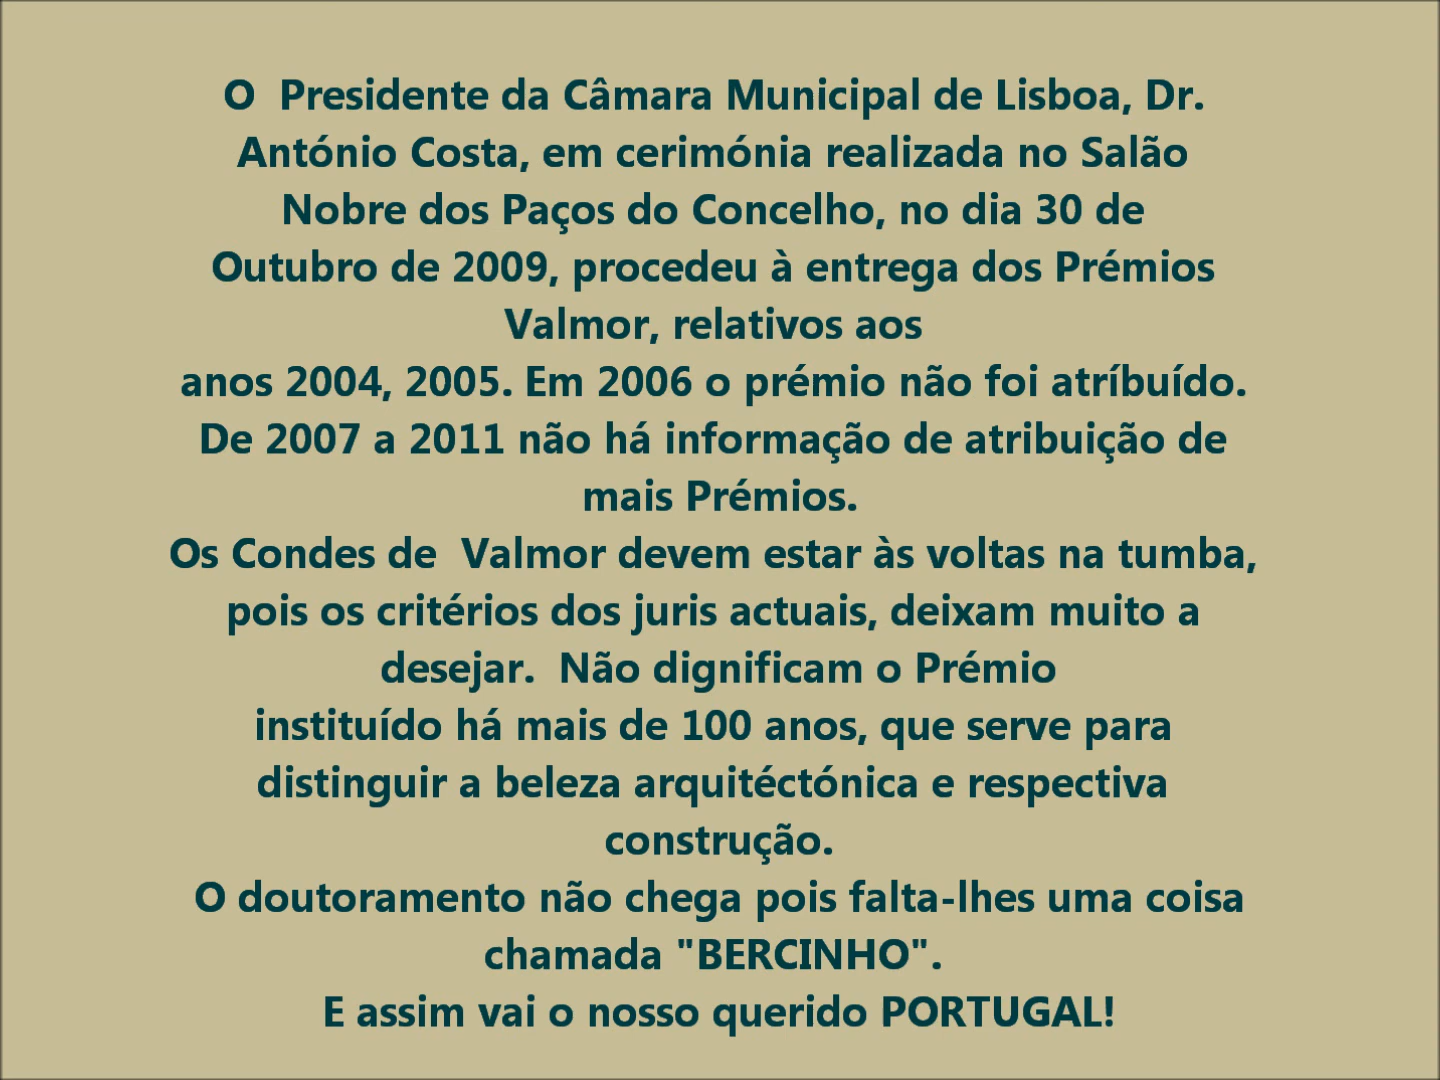 O  Presidente da Câmara Municipal de Lisboa, Dr.
António Costa, em cerimónia realizada no Salão
Nobre dos Paços do Concelho, no dia 30 de
Outubro de 2009, procedeu à entrega dos Prémios
Valmor, relativos aos
anos 2004, 2005. Em 2006 o prémio não foi atríbuído.
De 2007 a 2011 não há informação de atribuição de
mais Prémios.
Os Condes de  Valmor devem estar às voltas na tumba,
pois os critérios dos juris actuais, deixam muito a
desejar.  Não dignificam o Prémio
instituído há mais de 100 anos, que serve para
distinguir a beleza arquitéctónica e respectiva
construção.
O doutoramento não chega pois falta-lhes uma coisa
chamada "BERCINHO".
E assim vai o nosso querido PORTUGAL!